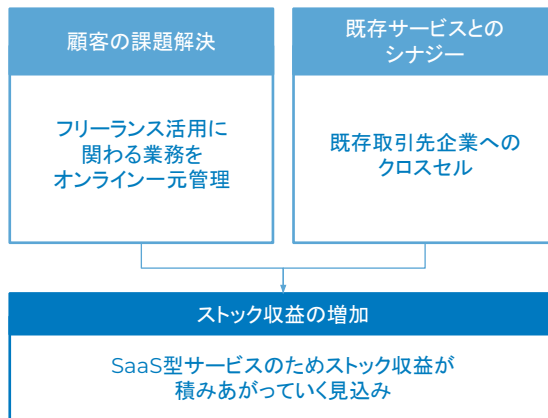 顧客の課題解決
フリーランス活用に
関わる業務を
オンライン一元管理
既存サービスとの
シナジー
既存取引先企業への
クロスセル
ストック収益の増加
SaaS型サービスのためストック収益が
積みあがっていく見込み